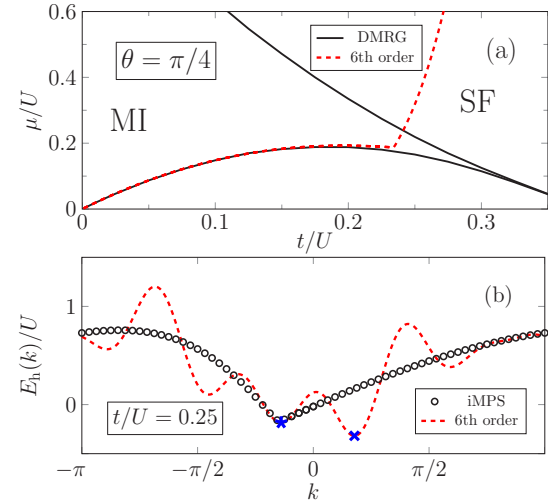 0.6
0.4
0.2
0
μ/U
θ = π/4
DMRG
6th order
(a)
MI
SF
0
0.1
0.2
0.3
t/U
1
0
E_h(k)/U
(b)
t/U = 0.25
iMPS
6th order
−π
−π/2
0
π/2
k